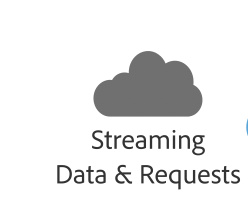 Streaming
Data & Requests